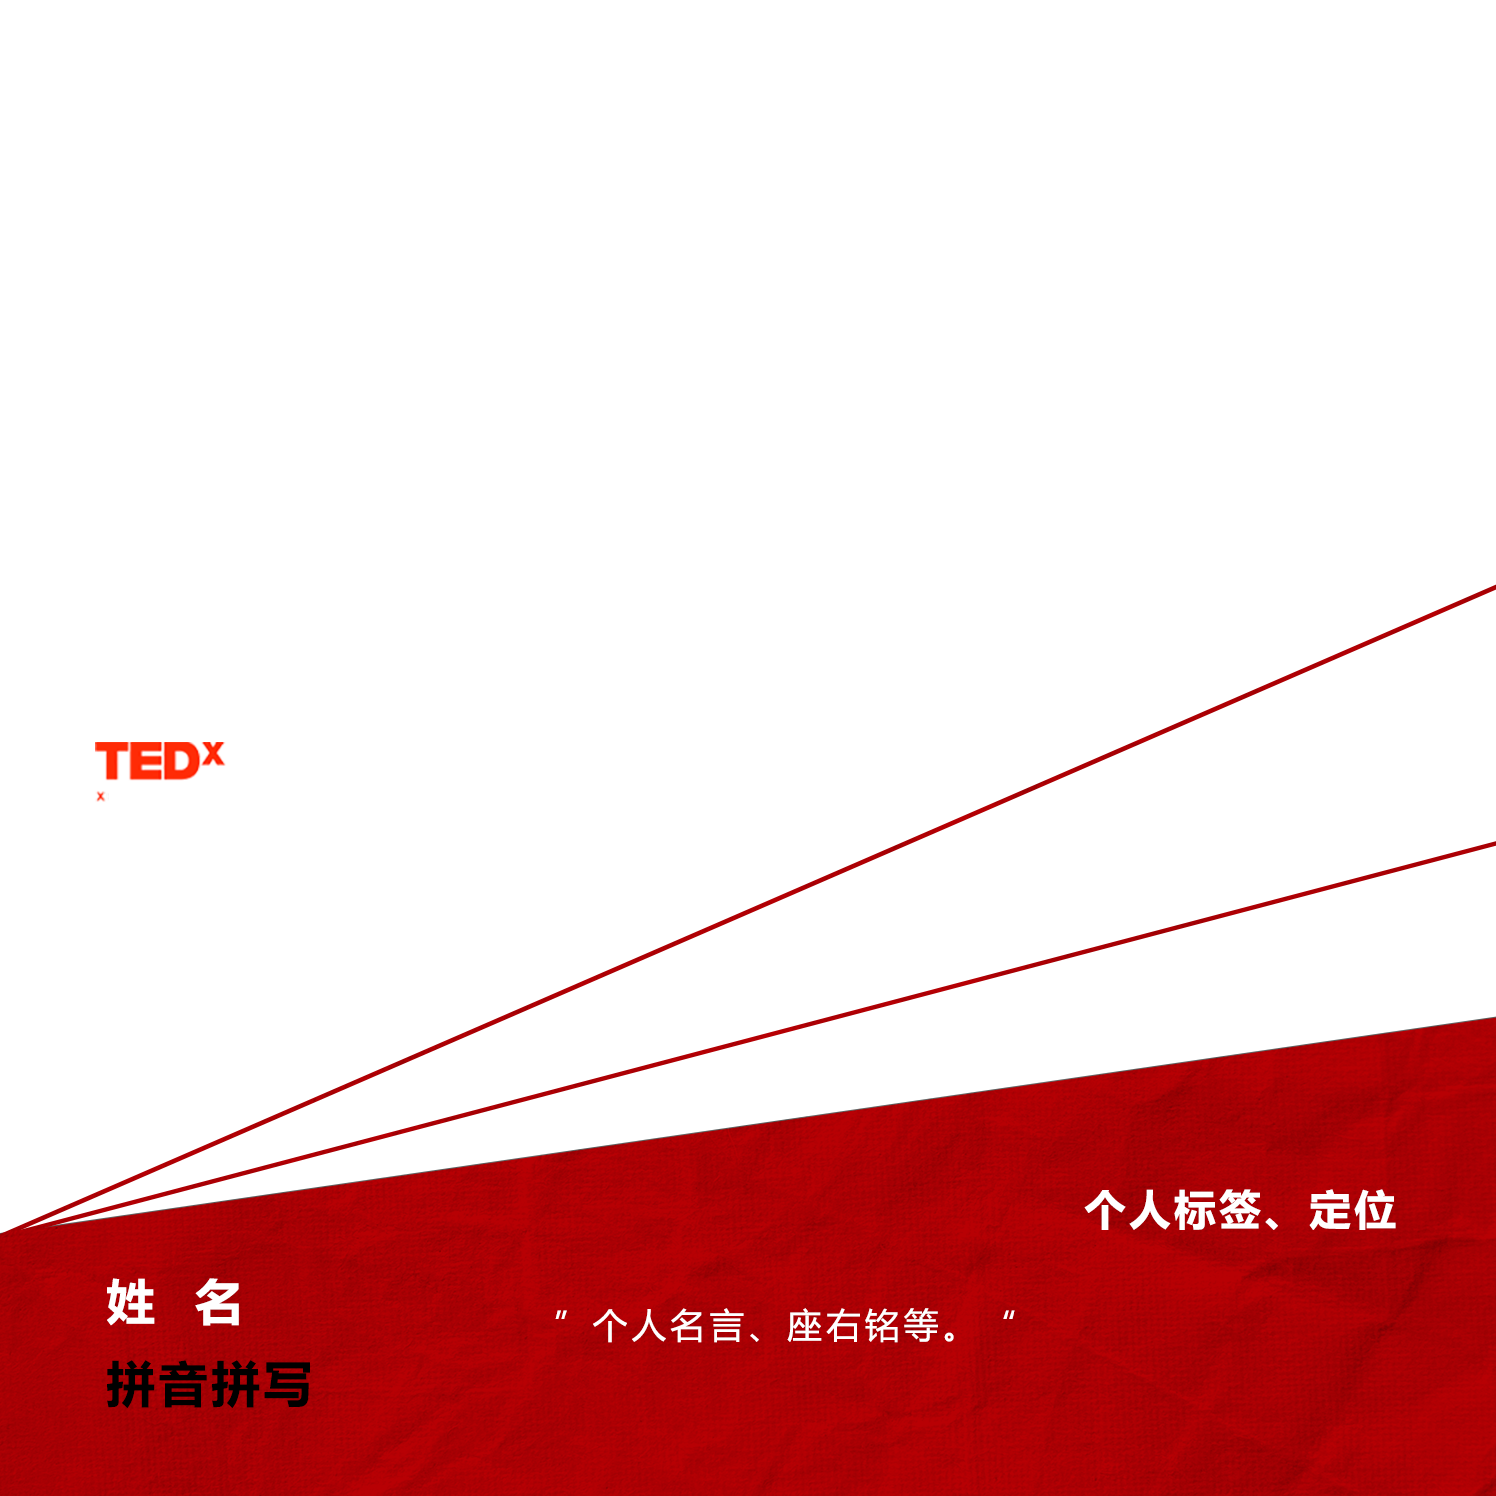 TEDx
x
个人标签、定位
姓 名
" 个人名言、座右铭等。 "
拼音拼写